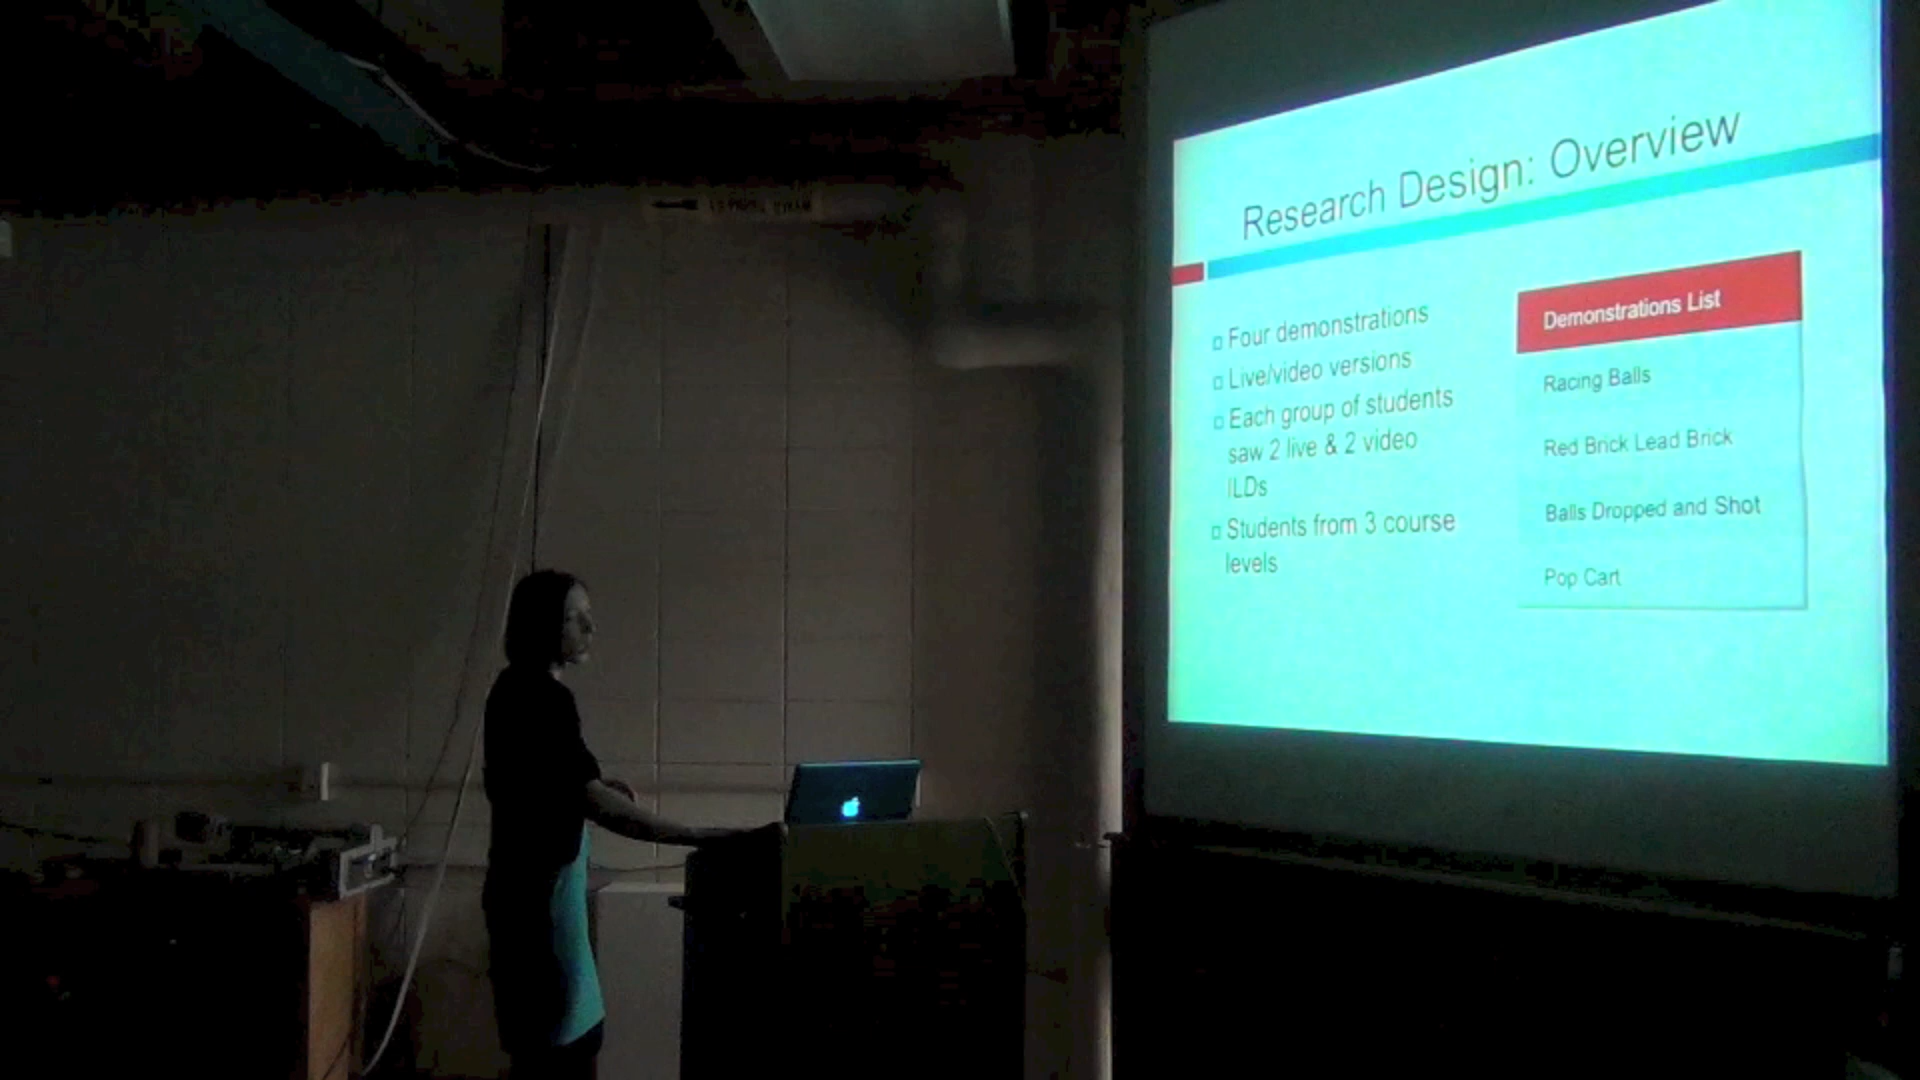 Research Design: Overview
Four demonstrations
Live/video versions
Each group of students
saw 2 live & 2 video
ILDs
Students from 3 course
levels
Demonstrations List
Racing Balls
Red Brick Lead Brick
Balls Dropped and Shot
Pop Cart